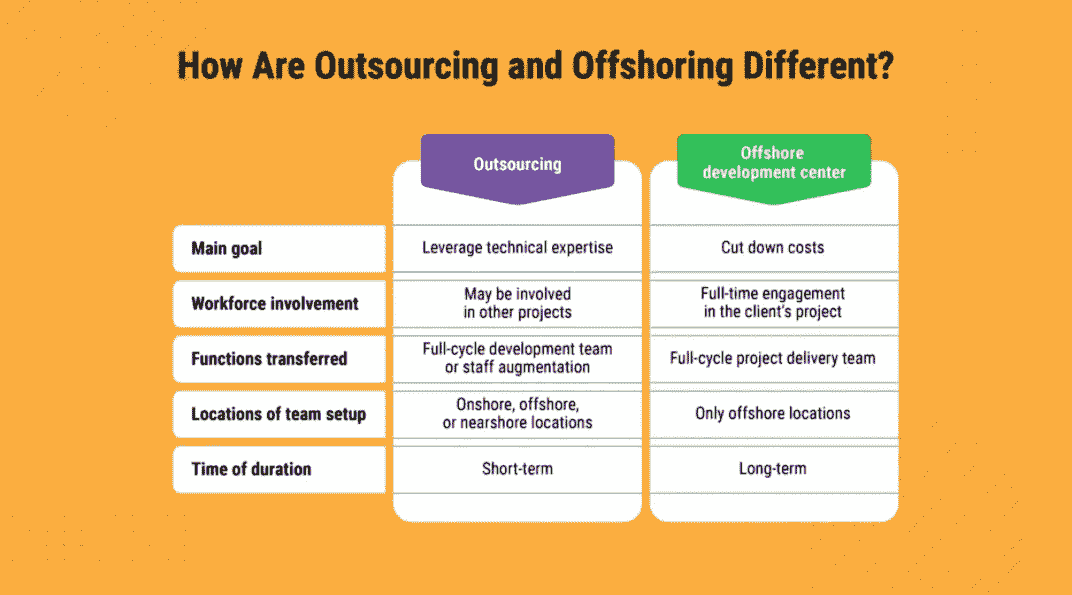 How Are Outsourcing and Offshoring Different?
Outsourcing
Offshore
development center
Main goal
Leverage technical expertise
Cut down costs
Workforce involvement
May be involved
in other projects
Full-time engagement
in the client's project
Functions transferred
Full-cycle development team
or staff augmentation
Full-cycle project delivery team
Locations of team setup
Onshore, offshore,
or nearshore locations
Only offshore locations
Time of duration
Short-term
Long-term